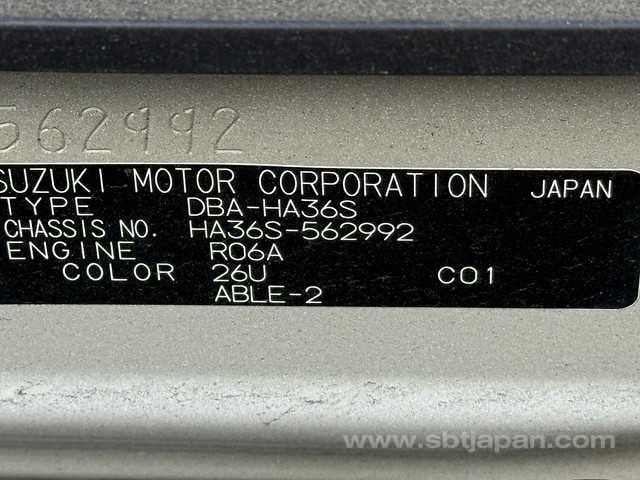 562992
SUZUKI MOTOR CORPORATION JAPAN
TYPE DBA-HA36S
CHASSIS NO. HA36S-562992
ENGINE R06A
COLOR 26U C01
ABLE-2
www.sbtjapan.com